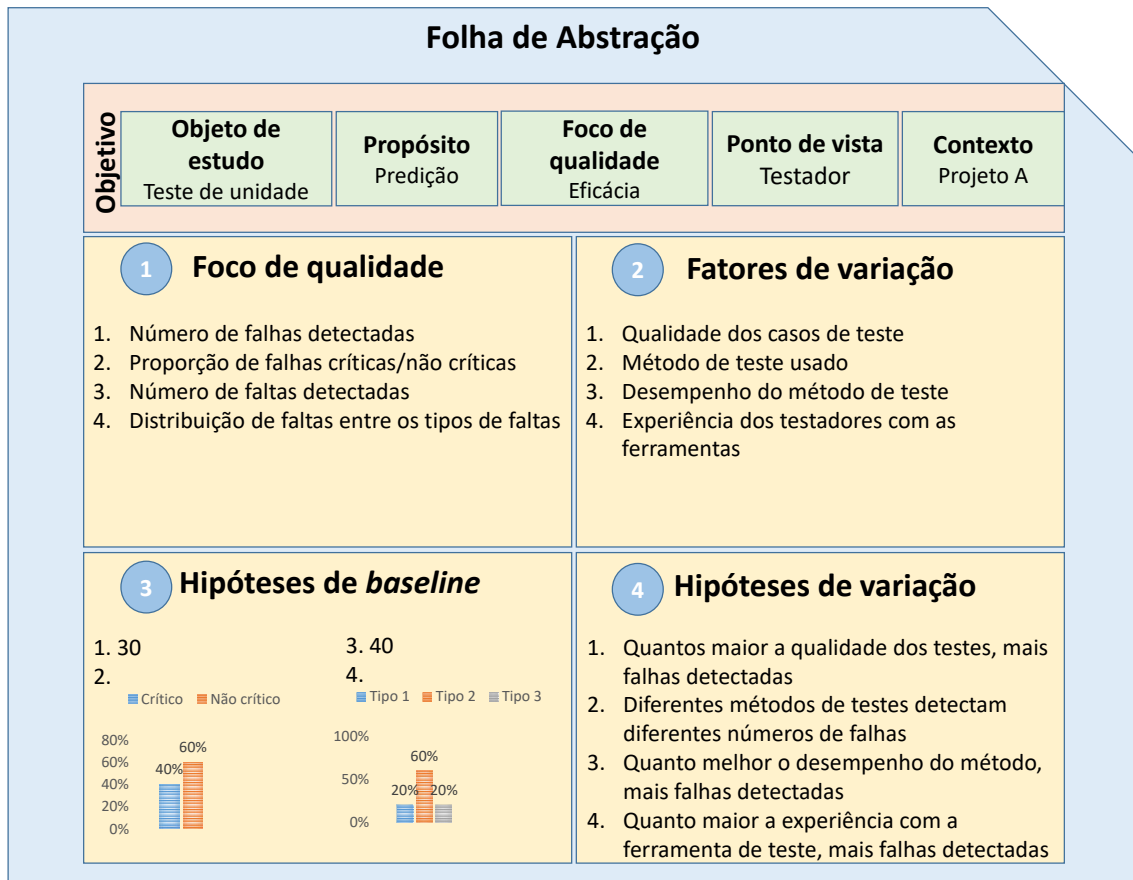 Folha de Abstração
Objetivo
Objeto de
estudo
Teste de unidade
Propósito
Predição
Foco de
qualidade
Eficácia
Ponto de vista
Testador
Contexto
Projeto A
1 Foco de qualidade
1. Número de falhas detectadas
2. Proporção de falhas críticas/não críticas
3. Número de faltas detectadas
4. Distribuição de faltas entre os tipos de faltas
2 Fatores de variação
1. Qualidade dos casos de teste
2. Método de teste usado
3. Desempenho do método de teste
4. Experiência dos testadores com as
ferramentas
3 Hipóteses de baseline
1. 30
2.
Crítico Não crítico
80%
60%
40%
20%
0%
40%
60%
3. 40
4.
Tipo 1 Tipo 2 Tipo 3
100%
50%
0%
20%
60%
20%
4 Hipóteses de variação
1. Quantos maior a qualidade dos testes, mais
falhas detectadas
2. Diferentes métodos de testes detectam
diferentes números de falhas
3. Quanto melhor o desempenho do método,
mais falhas detectadas
4. Quanto maior a experiência com a
ferramenta de teste, mais falhas detectadas